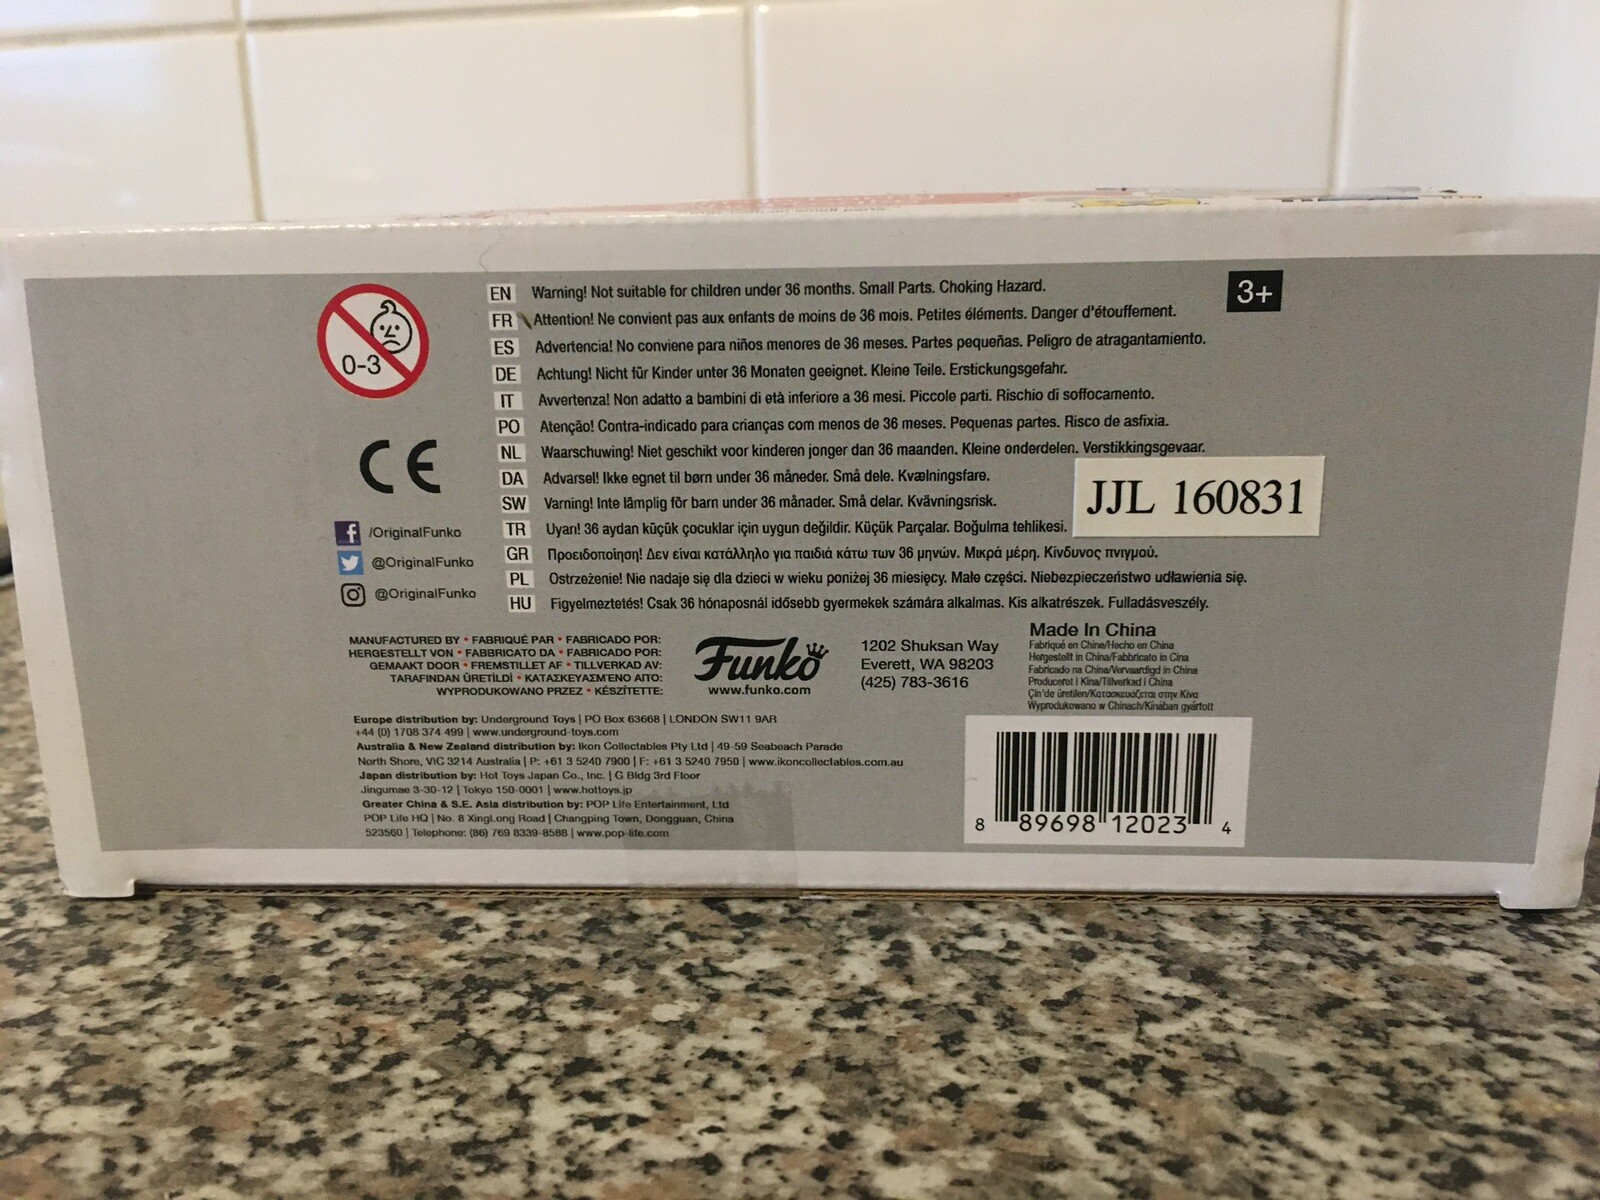 0-3
EN Warning! Not suitable for children under 36 months. Small Parts. Choking Hazard.
3+
FR Attention! Ne convient pas aux enfants de moins de 36 mois. Petites éléments. Danger d'étouffement.
ES Advertencia! No conviene para niños menores de 36 meses. Partes pequeñas. Peligro de atragantamiento.
DE Achtung! Nicht für Kinder unter 36 Monaten geeignet. Kleine Teile. Erstickungsgefahr.
IT Avvertenza! Non adatto a bambini di età inferiore a 36 mesi. Piccole parti. Rischio di soffocamento.
PO Atenção! Contra-indicado para crianças com menos de 36 meses. Pequenas partes. Risco de asfixia.
NL Waarschuwing! Niet geschikt voor kinderen jonger dan 36 maanden. Kleine onderdelen. Verstikkingsgevaar.
DA Advarsel! Ikke egnet til børn under 36 måneder. Små dele. Kvælningsfare.
SW Varning! Inte lämplig för barn under 36 månader. Små delar. Kvävningsrisk.
TR Uyarı! 36 aydan küçük çocuklar için uygun değildir. Küçük Parçalar. Boğulma tehlikesi.
GR Προειδοποίηση! Δεν είναι κατάλληλο για παιδιά κάτω των 36 μηνών. Μικρά μέρη. Κίνδυνος πνιγμού.
PL Ostrzeżenie! Nie nadaje się dla dzieci w wieku poniżej 36 miesięcy. Małe części. Niebezpieczeństwo udławienia się.
HU Figyelmeztetés! Csak 36 hónaposnál idősebb gyermekek számára alkalmas. Kis alkatrészek. Fulladásveszély.
JJL 160831
CE
/OriginalFunko
@OriginalFunko
@OriginalFunko
MANUFACTURED BY • FABRIQUÉ PAR • FABRICADO POR:
HERGESTELLT VON • FABBRICATO DA • FABRICADO POR:
GEMAAKT DOOR • FREMSTILLET AF • TILLVERKAD AV:
TARAFINDAN ÜRETİLDİ • ΚΑΤΑΣΚΕΥΑΣΜΈΝΟ ΑΠΌ:
WYPRODUKOWANO PRZEZ • KÉSZÍTETTE:
Funko
www.funko.com
1202 Shuksan Way
Everett, WA 98203
(425) 783-3616
Made In China
Fabriqué en Chine/Hecho en China
Hergestellt in China/Fabbricato in Cina
Fabricado na China/Vervaardigd in China
Produceret i Kina/Tillverkad i China
Çin'de üretilen/Κατασκευάζεται στην Κίνα
Wyprodukowano w Chinach/Kínában gyártott
Europe distribution by: Underground Toys | PO Box 63668 | LONDON SW11 9AR
+44 (0) 1708 374 499 | www.underground-toys.com
Australia & New Zealand distribution by: Ikon Collectables Pty Ltd | 49-59 Seabeach Parade
North Shore, VIC 3214 Australia | P: +61 3 5240 7900 | F: +61 3 5240 7950 | www.ikoncollectables.com.au
Japan distribution by: Hot Toys Japan Co., Inc. | G Bldg 3rd Floor
Jingumae 3-30-12 | Tokyo 150-0001 | www.hottoys.jp
Greater China & S.E. Asia distribution by: POP Life Entertainment, Ltd
POP Life HQ | No. 8 XingLong Road | Changping Town, Dongguan, China
523560 | Telephone: (86) 769 8339-8588 | www.pop-life.com
8 89698 12023 4